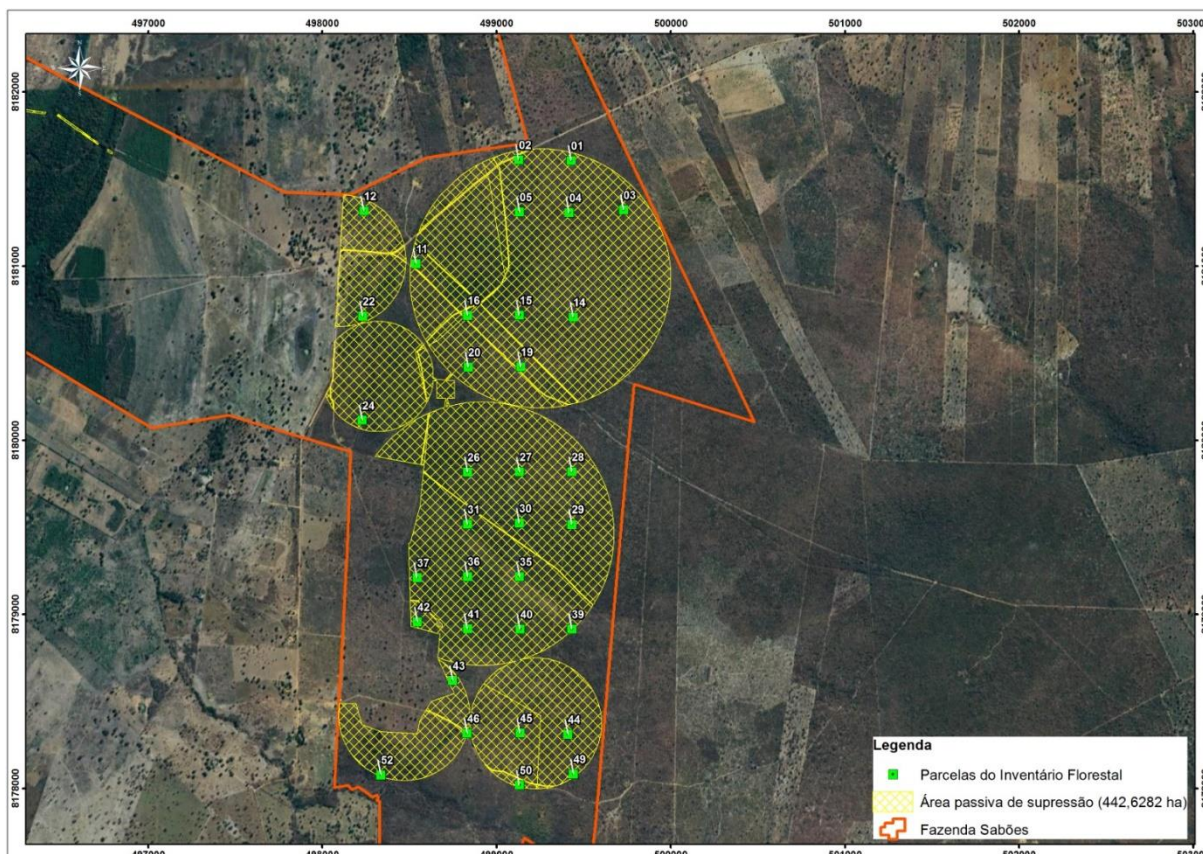 497000 498000 499000 500000 501000 502000 5030
8182000
02 01
12 05 04 03
11
8181000
22 16 15 14
20 19
24
8180000
26 27 28
31 30 29
37 36 35
42 41 40 39
8179000
43
46 45 44
52 50 49
8178000
Legenda
Parcelas do Inventário Florestal
Área passiva de supressão (442,6282 ha)
Fazenda Sabões